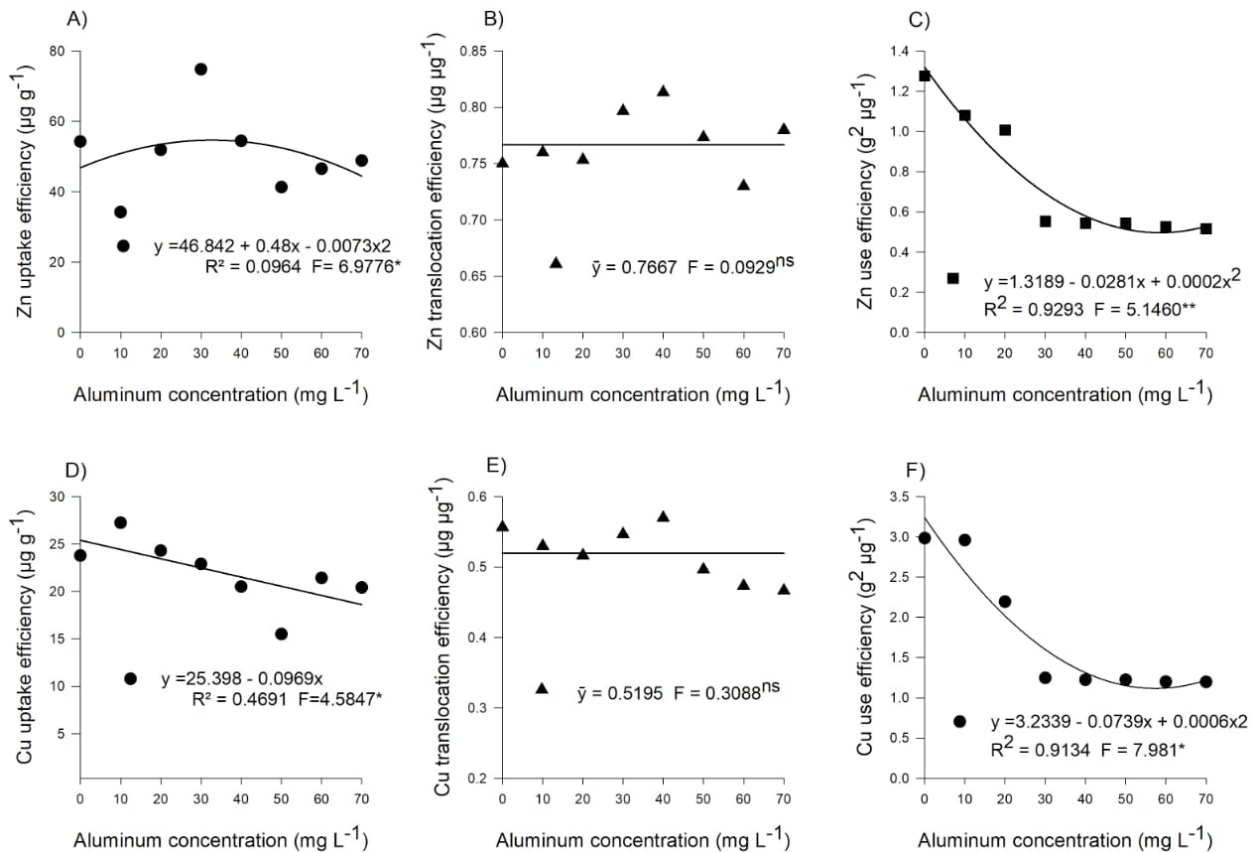 A)
Zn uptake efficiency (µg g⁻¹)
80
60
40
20
0
y =46.842 + 0.48x - 0.0073x2
R² = 0.0964 F= 6.9776*
0 10 20 30 40 50 60 70
Aluminum concentration (mg L⁻¹)
B)
Zn translocation efficiency (µg µg⁻¹)
0.85
0.80
0.75
0.70
0.65
0.60
ȳ = 0.7667 F = 0.0929ⁿˢ
0 10 20 30 40 50 60 70
Aluminum concentration (mg L⁻¹)
C)
Zn use efficiency (g² µg⁻¹)
1.4
1.2
1.0
0.8
0.6
0.4
0.2
0.0
y =1.3189 - 0.0281x + 0.0002x²
R² = 0.9293 F = 5.1460**
0 10 20 30 40 50 60 70
Aluminum concentration (mg L⁻¹)
D)
Cu uptake efficiency (µg g⁻¹)
30
25
20
15
10
5
y =25.398 - 0.0969x
R² = 0.4691 F=4.5847*
0 10 20 30 40 50 60 70
Aluminum concentration (mg L⁻¹)
E)
Cu translocation efficiency (µg µg⁻¹)
0.6
0.5
0.4
0.3
0.2
ȳ = 0.5195 F = 0.3088ⁿˢ
0 10 20 30 40 50 60 70
Aluminum concentration (mg L⁻¹)
F)
Cu use efficiency (g² µg⁻¹)
3.5
3.0
2.5
2.0
1.5
1.0
0.5
0.0
y =3.2339 - 0.0739x + 0.0006x2
R² = 0.9134 F = 7.981*
0 10 20 30 40 50 60 70
Aluminum concentration (mg L⁻¹)